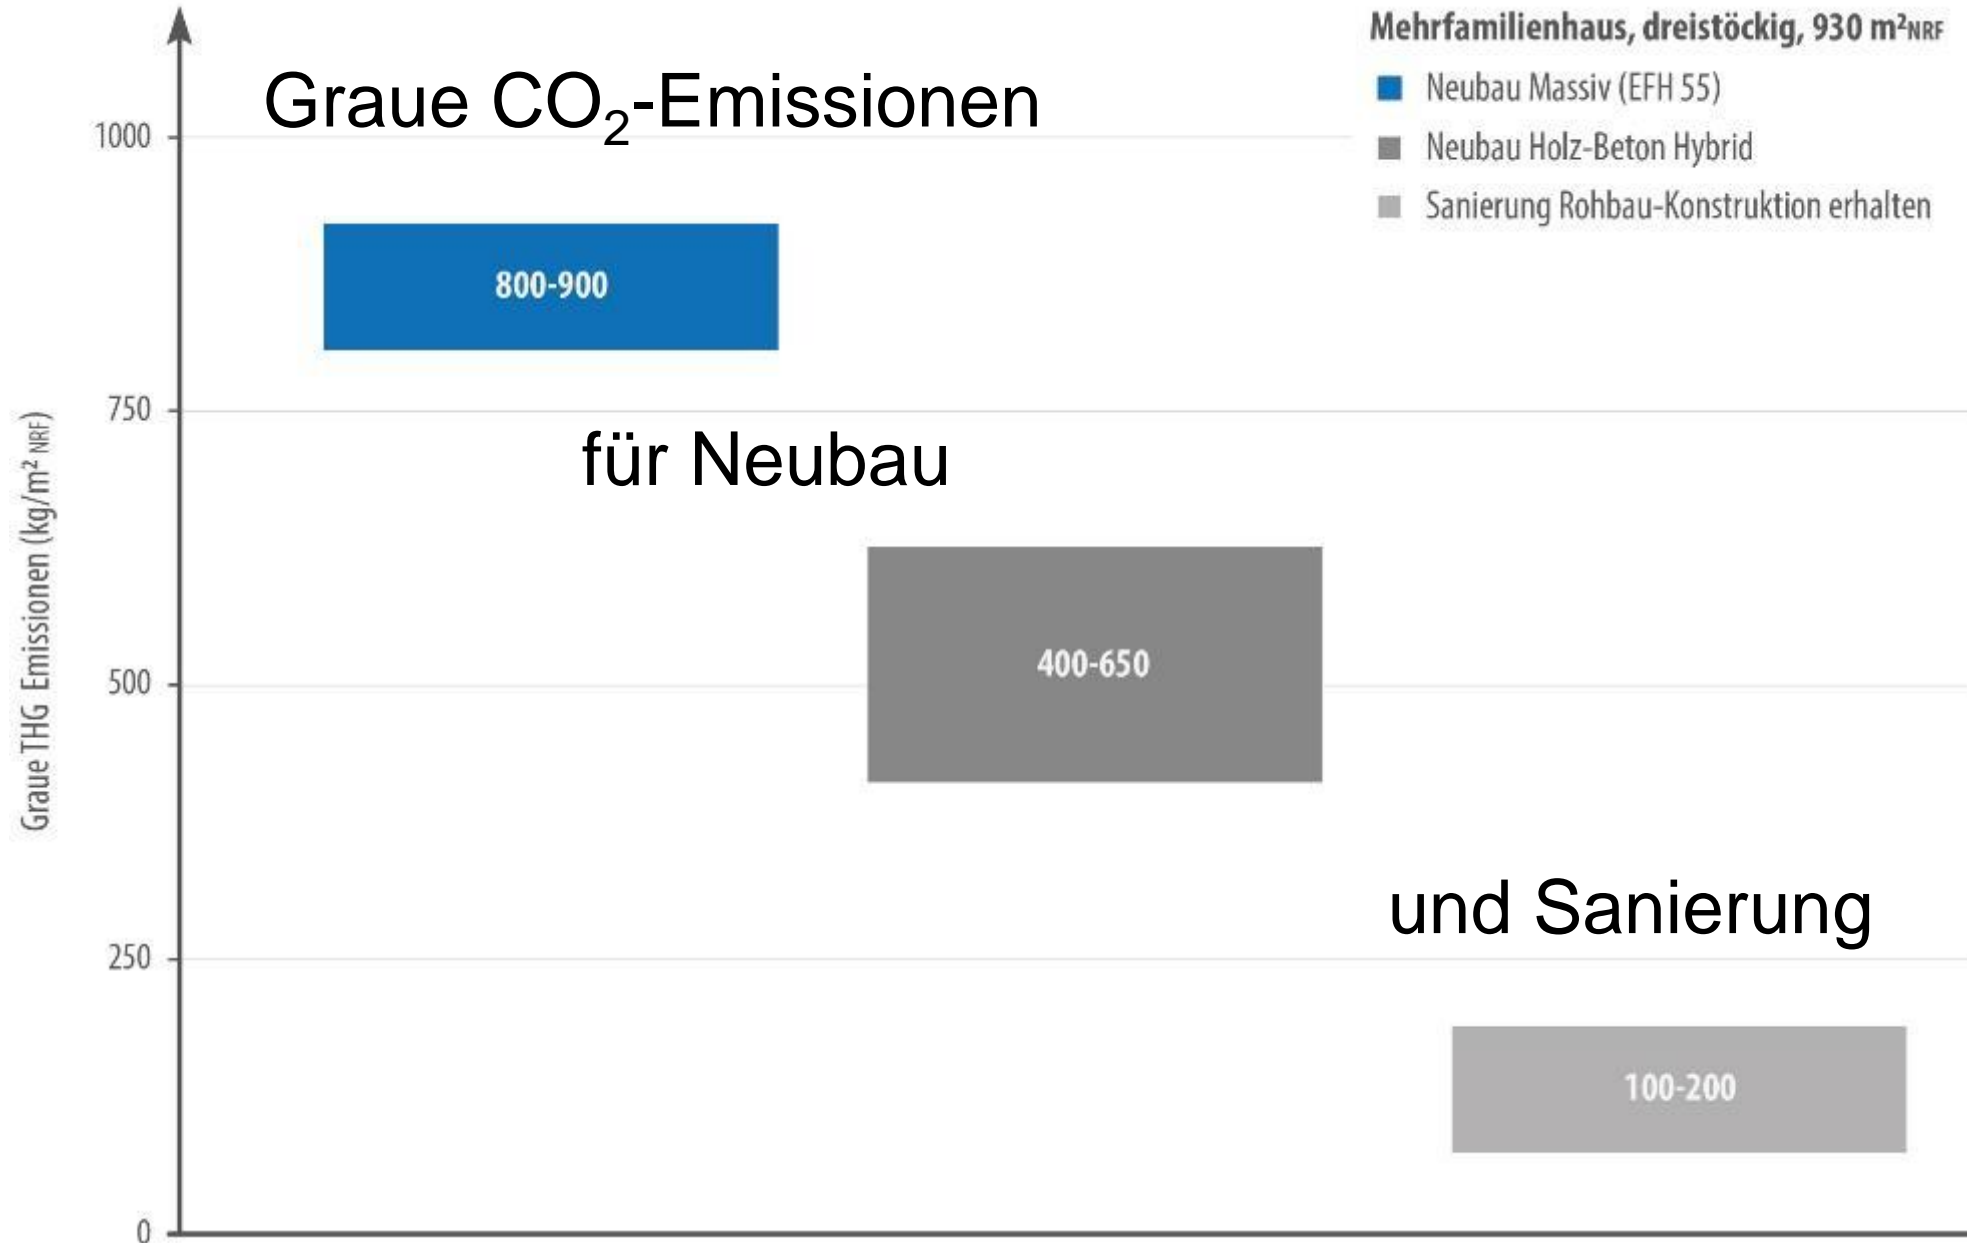 Graue CO₂-Emissionen
für Neubau
und Sanierung
Mehrfamilienhaus, dreistöckig, 930 m²NRF
Neubau Massiv (EFH 55)
Neubau Holz-Beton Hybrid
Sanierung Rohbau-Konstruktion erhalten
Graue THG Emissionen (kg/m² NRF)
1000
750
500
250
0
800-900
400-650
100-200